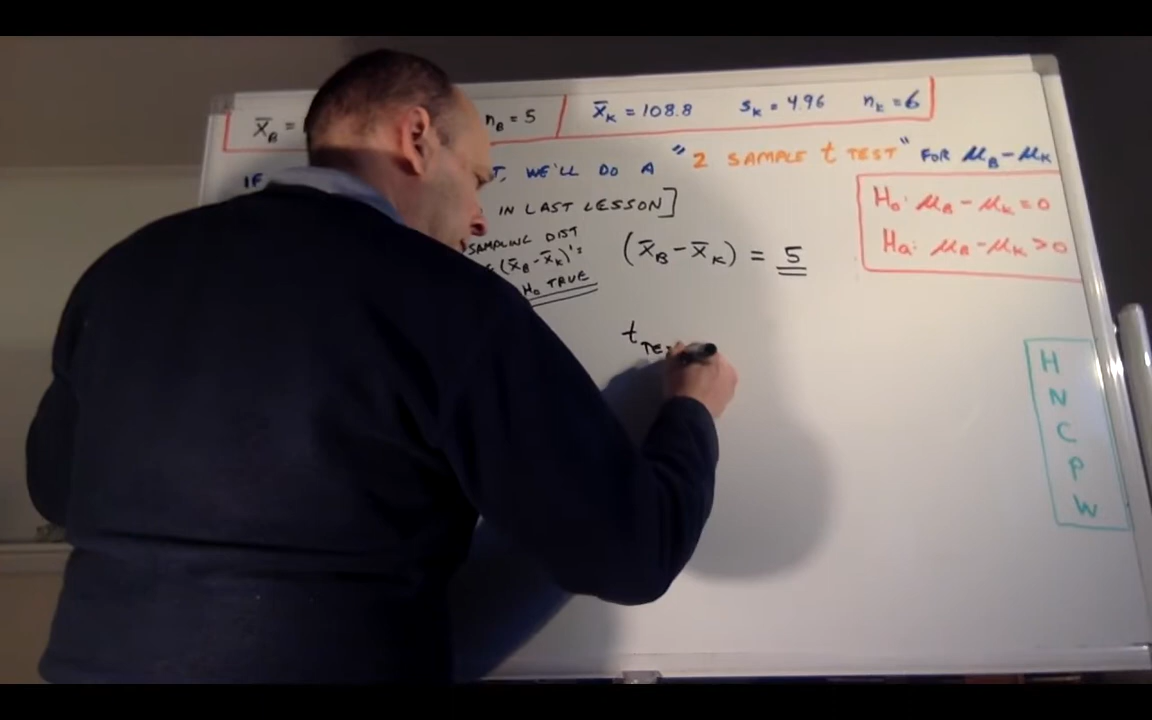 X̄_B = n_B = 5 X̄_K = 108.8 s_K = 4.96 n_K = 6
IF T, WE'LL DO A "2 SAMPLE t TEST" FOR μ_B - μ_K
IN LAST LESSON]
SAMPLING DIST
(X̄_B - X̄_K)'s
H₀ TRUE
(X̄_B - X̄_K) = 5
t_TE
H₀: μ_B - μ_K = 0
Ha: μ_B - μ_K > 0
H
N
C
P
W